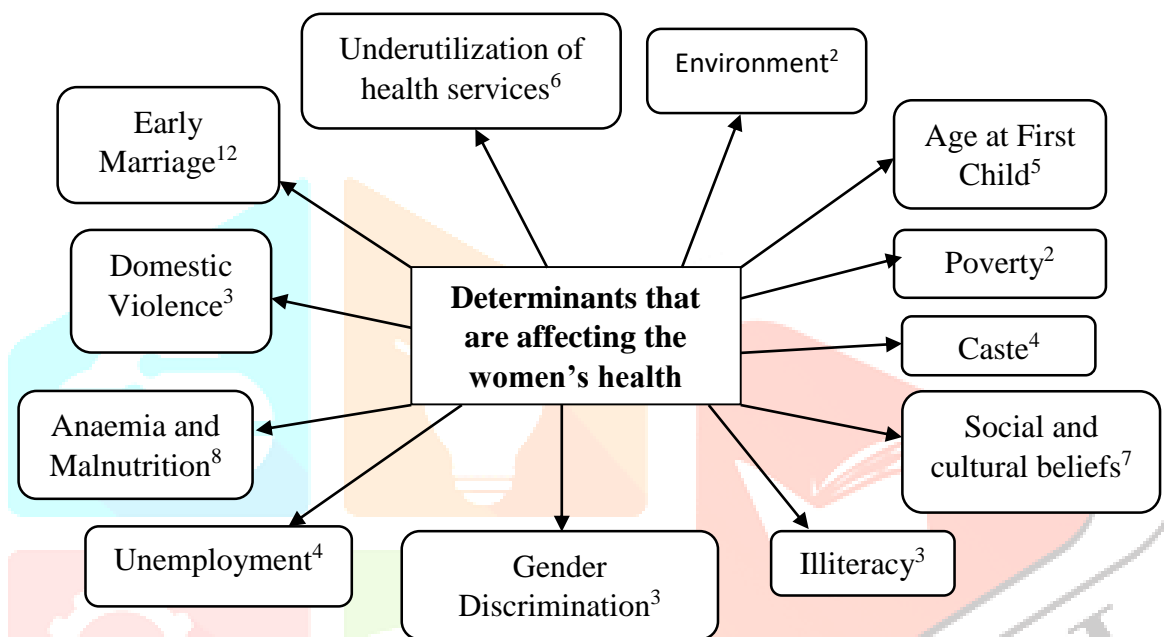 Underutilization of
health services⁶
Environment²
Early
Marriage¹²
Age at First
Child⁵
Domestic
Violence³
Poverty²
Determinants that
are affecting the
women’s health
Caste⁴
Anaemia and
Malnutrition⁸
Social and
cultural beliefs⁷
Unemployment⁴
Gender
Discrimination³
Illiteracy³